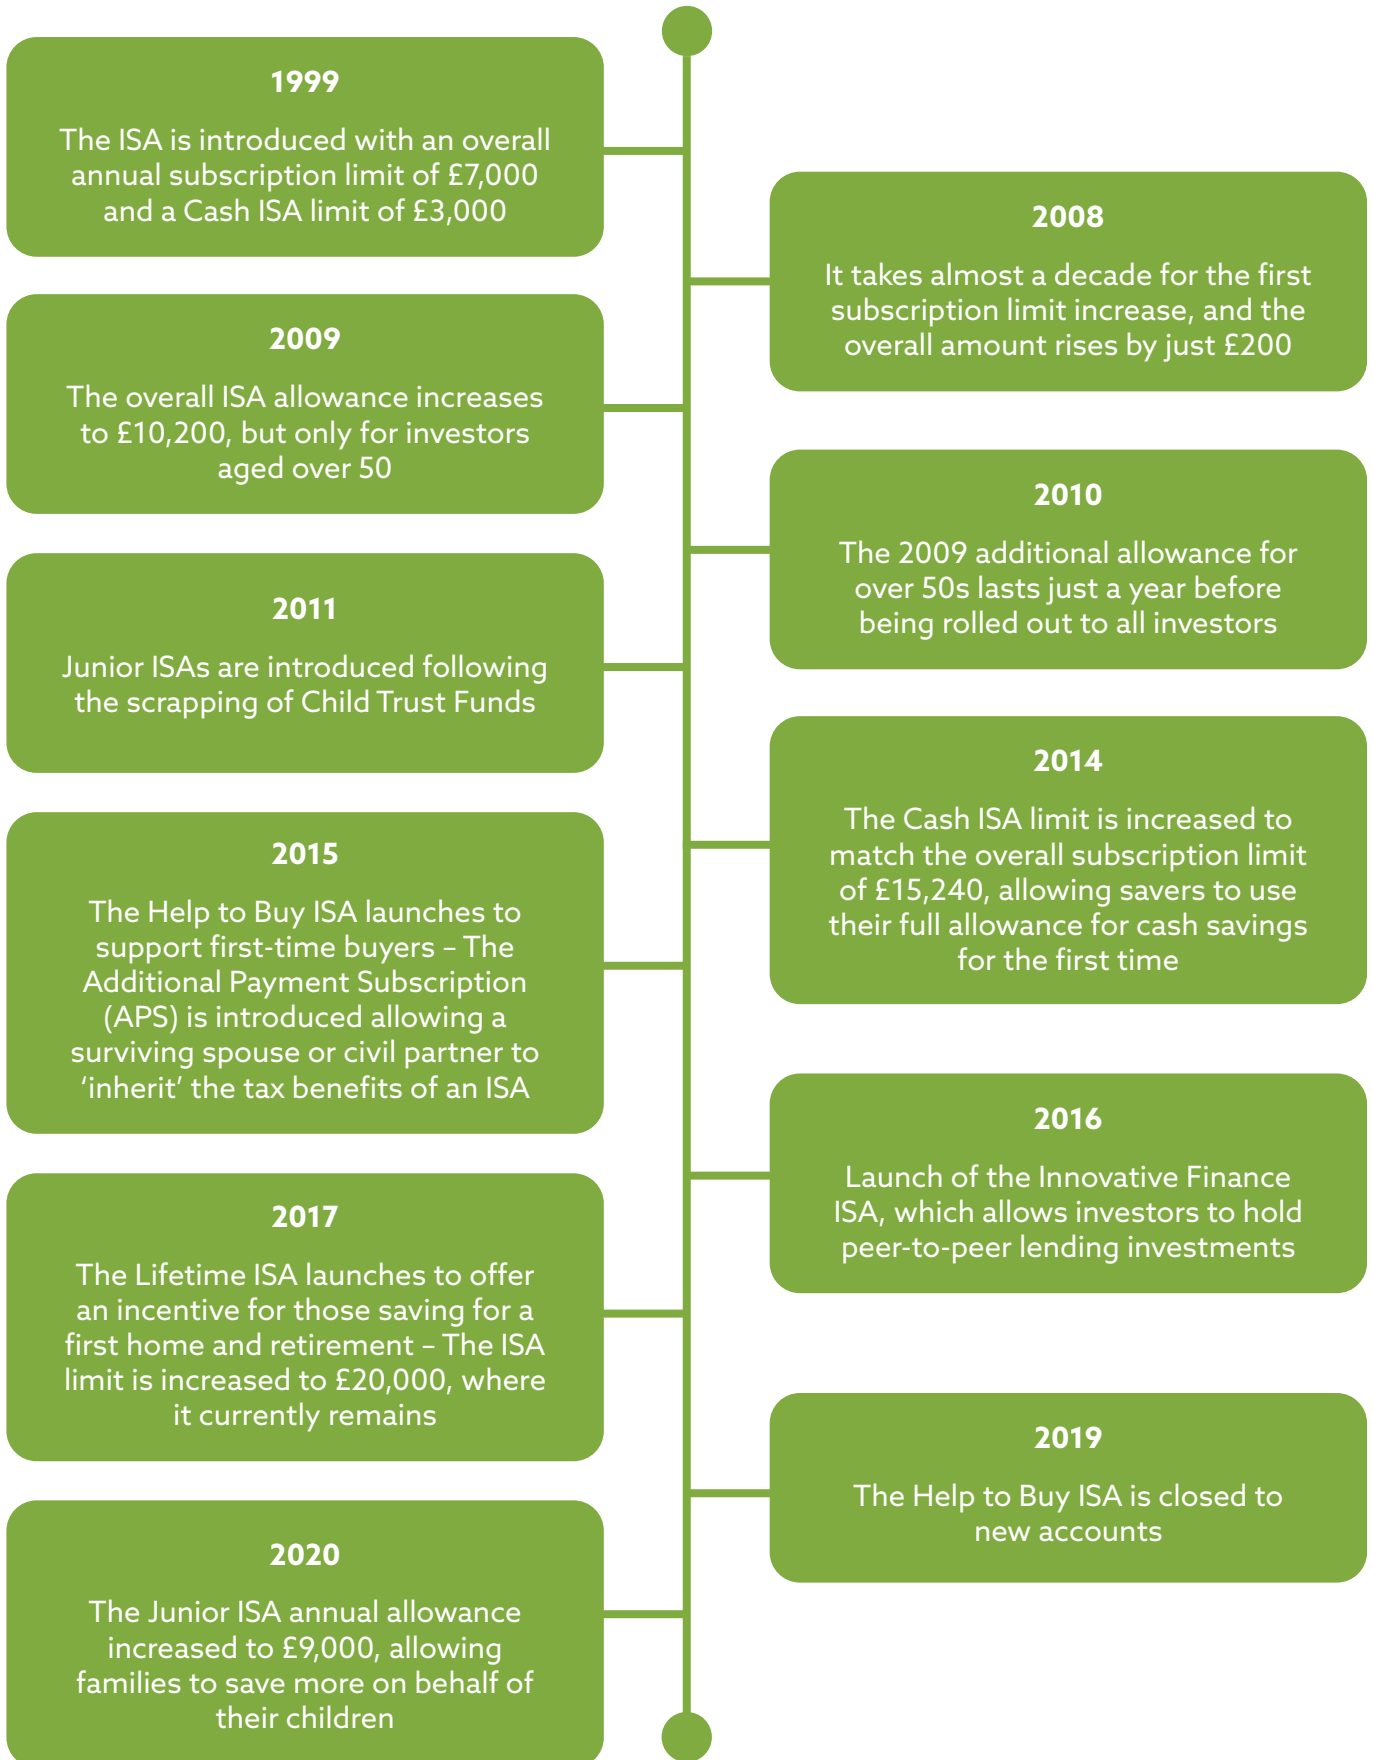 1999
The ISA is introduced with an overall
annual subscription limit of £7,000
and a Cash ISA limit of £3,000
2008
It takes almost a decade for the first
subscription limit increase, and the
overall amount rises by just £200
2009
The overall ISA allowance increases
to £10,200, but only for investors
aged over 50
2010
The 2009 additional allowance for
over 50s lasts just a year before
being rolled out to all investors
2011
Junior ISAs are introduced following
the scrapping of Child Trust Funds
2014
The Cash ISA limit is increased to
match the overall subscription limit
of £15,240, allowing savers to use
their full allowance for cash savings
for the first time
2015
The Help to Buy ISA launches to
support first-time buyers – The
Additional Payment Subscription
(APS) is introduced allowing a
surviving spouse or civil partner to
‘inherit’ the tax benefits of an ISA
2016
Launch of the Innovative Finance
ISA, which allows investors to hold
peer-to-peer lending investments
2017
The Lifetime ISA launches to offer
an incentive for those saving for a
first home and retirement – The ISA
limit is increased to £20,000, where
it currently remains
2019
The Help to Buy ISA is closed to
new accounts
2020
The Junior ISA annual allowance
increased to £9,000, allowing
families to save more on behalf of
their children